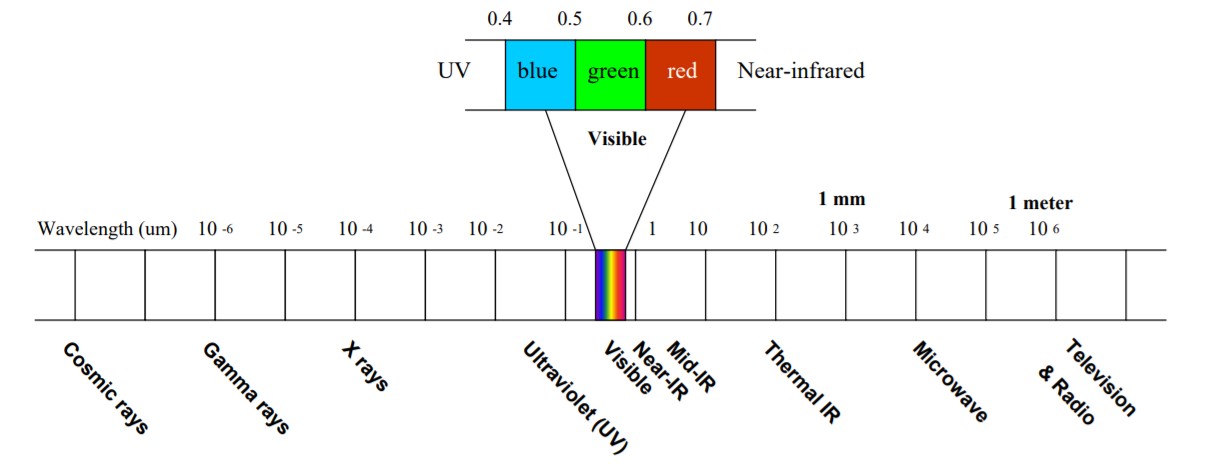 0.4 0.5 0.6 0.7
UV blue green red Near-infrared
Visible
1 mm 1 meter
Wavelength (um) 10 -6 10 -5 10 -4 10 -3 10 -2 10 -1 1 10 10 2 10 3 10 4 10 5 10 6
Cosmic rays
Gamma rays
X rays
Ultraviolet (UV)
Visible
Near-IR
Mid-IR
Thermal IR
Microwave
Television
& Radio